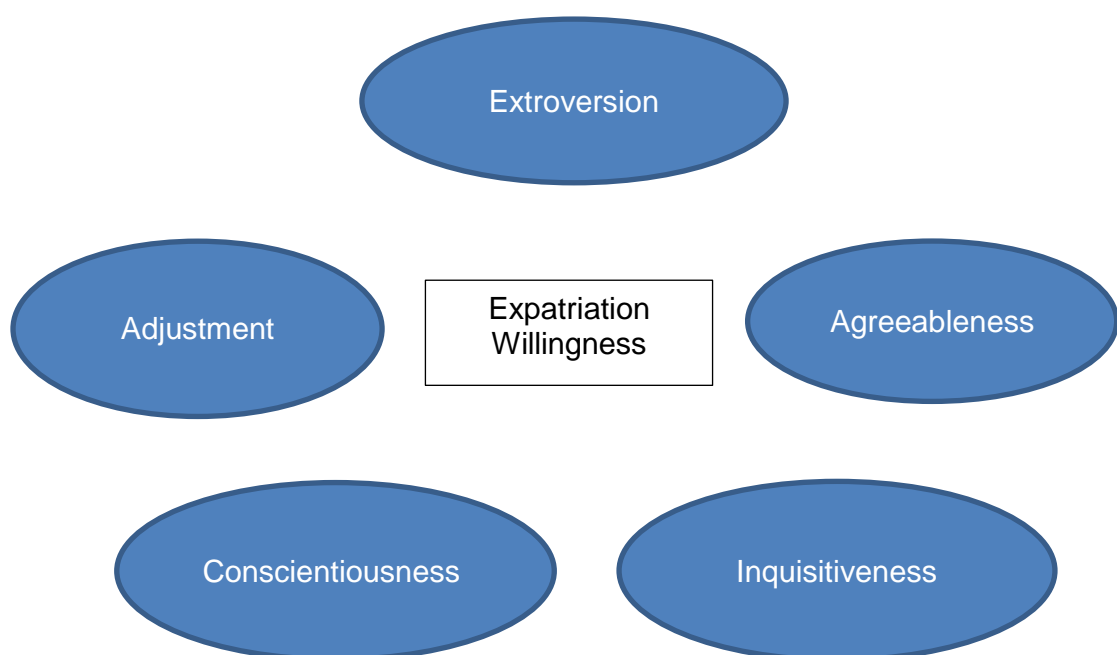 Extroversion
Adjustment
Expatriation
Willingness
Agreeableness
Conscientiousness
Inquisitiveness